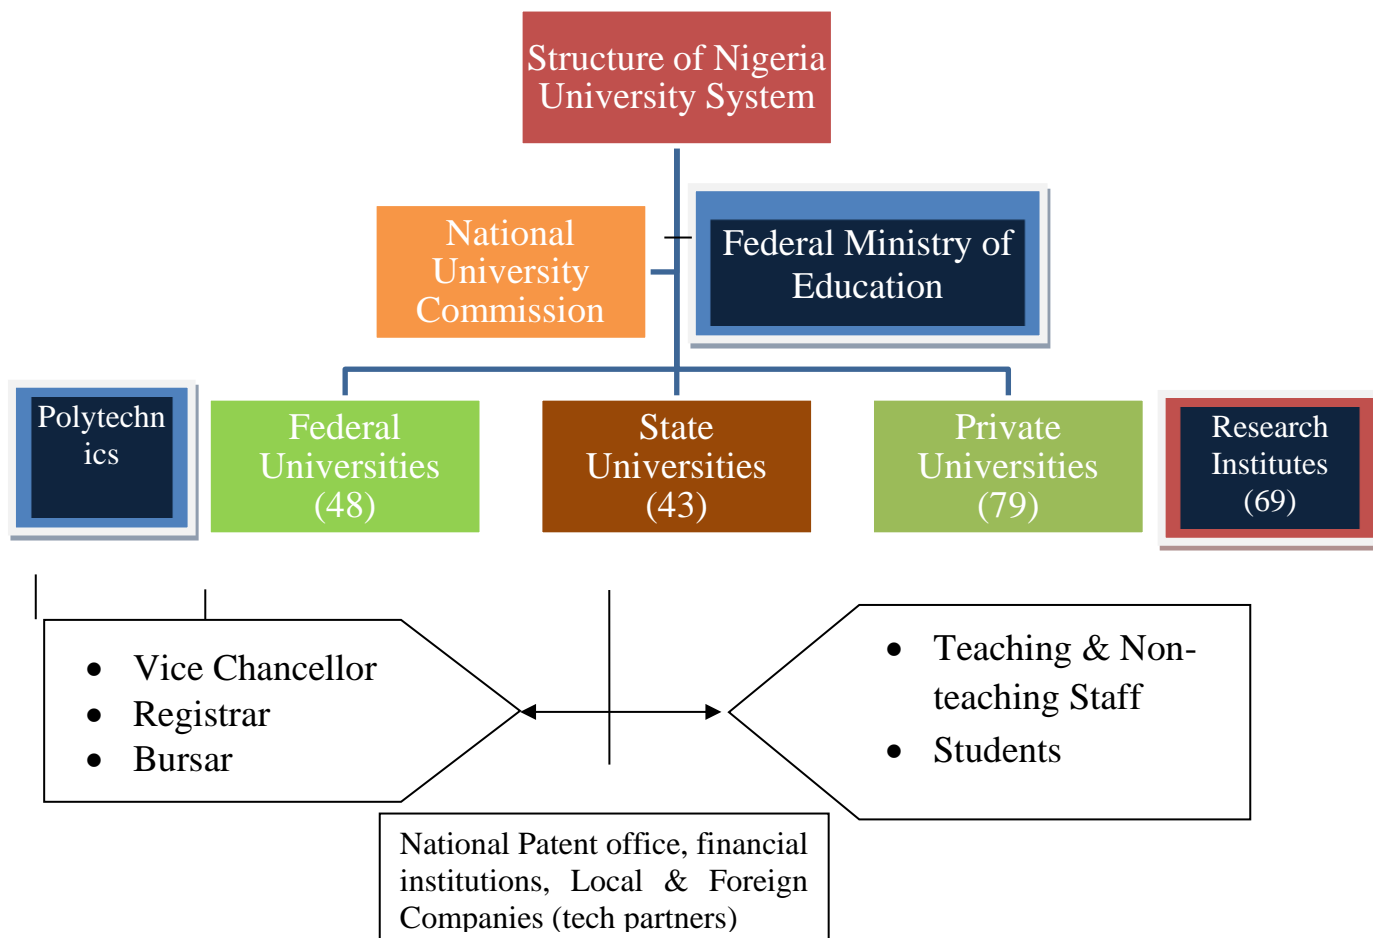 Structure of Nigeria
University System
National
University
Commission
Federal Ministry of
Education
Polytechn
ics
Federal
Universities
(48)
State
Universities
(43)
Private
Universities
(79)
Research
Institutes
(69)
• Vice Chancellor
• Registrar
• Bursar
• Teaching & Non-
teaching Staff
• Students
National Patent office, financial
institutions, Local & Foreign
Companies (tech partners)